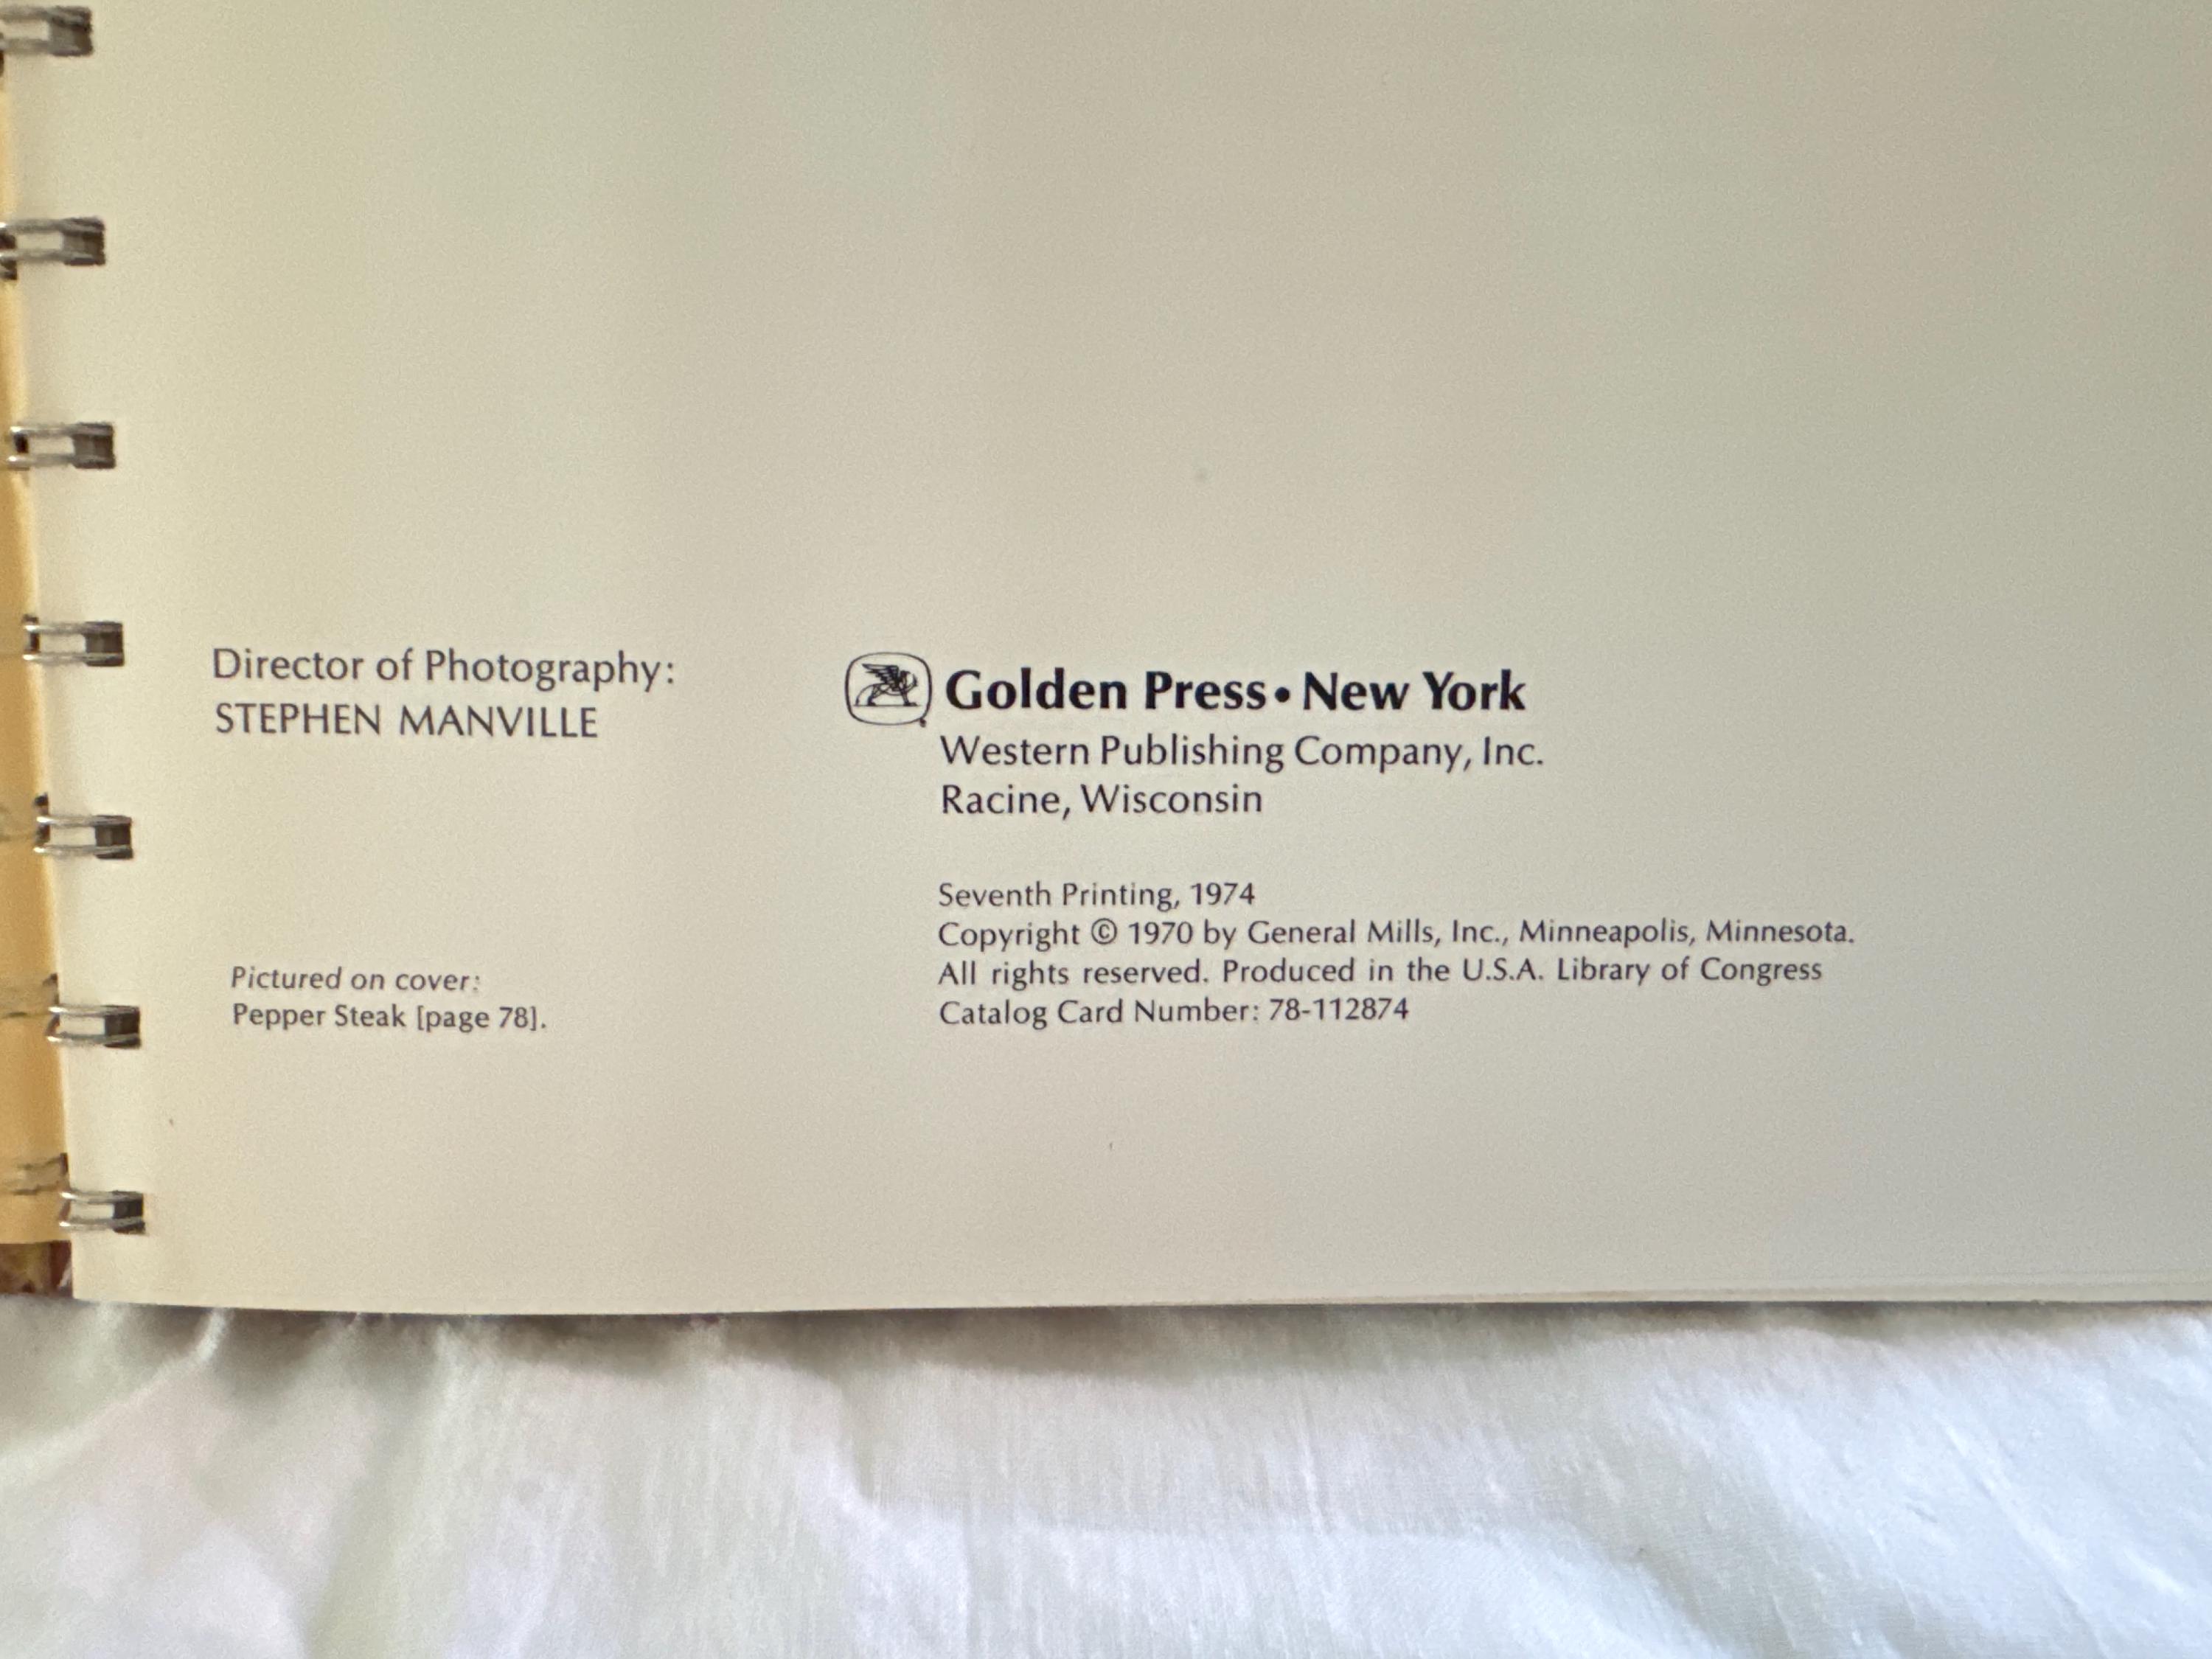 Director of Photography:
STEPHEN MANVILLE
Pictured on cover:
Pepper Steak [page 78].
Golden Press • New York
Western Publishing Company, Inc.
Racine, Wisconsin
Seventh Printing, 1974
Copyright © 1970 by General Mills, Inc., Minneapolis, Minnesota.
All rights reserved. Produced in the U.S.A. Library of Congress
Catalog Card Number: 78-112874